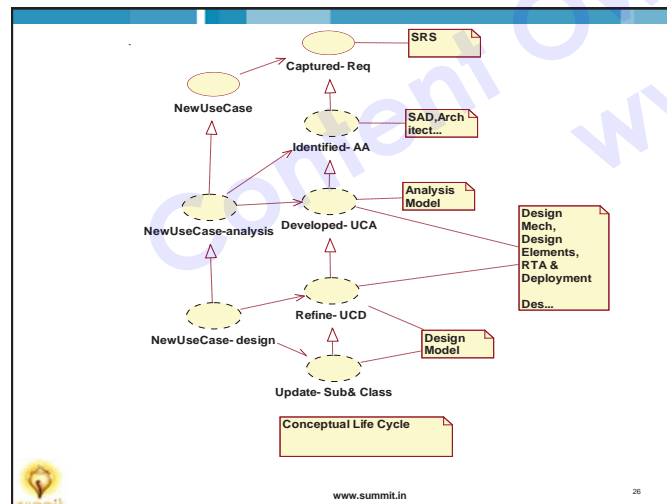 SRS
Captured- Req
NewUseCase
SAD,Arch
itect...
Identified- AA
Analysis
Model
Developed- UCA
NewUseCase-analysis
Design
Mech,
Design
Elements,
RTA &
Deployment
Des...
Refine- UCD
NewUseCase- design
Design
Model
Update- Sub& Class
Conceptual Life Cycle
www.summit.in
26
Content Ow
w